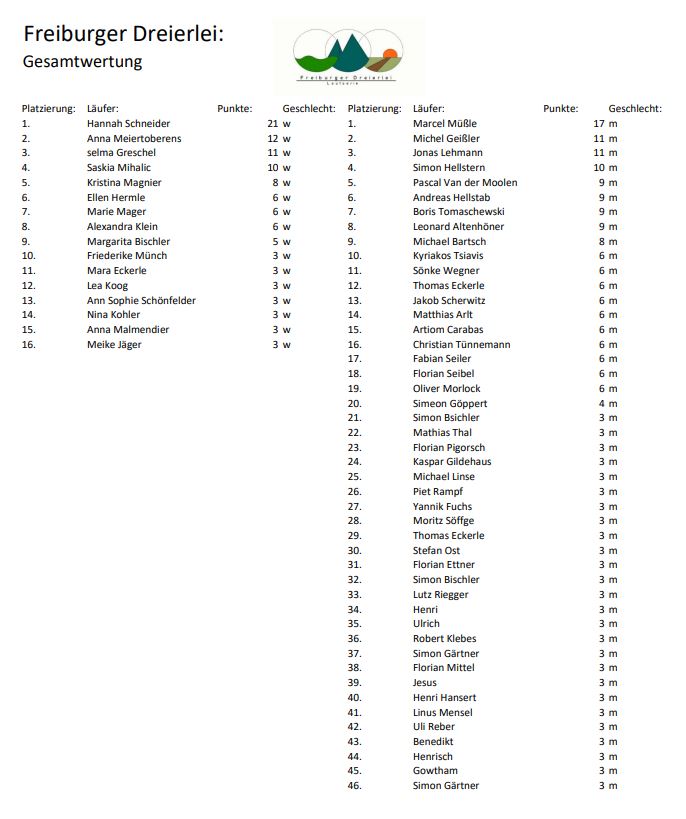 Freiburger Dreierlei:
Gesamtwertung
Freiburger Dreierlei
Laufserie
Platzierung: Läufer: Punkte: Geschlecht: Platzierung: Läufer: Punkte: Geschlecht:
1. Hannah Schneider 21 w 1. Marcel Müßle 17 m
2. Anna Meiertoberens 12 w 2. Michel Geißler 11 m
3. selma Greschel 11 w 3. Jonas Lehmann 11 m
4. Saskia Mihalic 10 w 4. Simon Hellstern 10 m
5. Kristina Magnier 8 w 5. Pascal Van der Moolen 9 m
6. Ellen Hermle 6 w 6. Andreas Hellstab 9 m
7. Marie Mager 6 w 7. Boris Tomaschewski 9 m
8. Alexandra Klein 6 w 8. Leonard Altenhöner 9 m
9. Margarita Bischler 5 w 9. Michael Bartsch 8 m
10. Friederike Münch 3 w 10. Kyriakos Tsiavis 6 m
11. Mara Eckerle 3 w 11. Sönke Wegner 6 m
12. Lea Koog 3 w 12. Thomas Eckerle 6 m
13. Ann Sophie Schönfelder 3 w 13. Jakob Scherwitz 6 m
14. Nina Kohler 3 w 14. Matthias Arlt 6 m
15. Anna Malmendier 3 w 15. Artiom Carabas 6 m
16. Meike Jäger 3 w 16. Christian Tünnemann 6 m
17. Fabian Seiler 6 m
18. Florian Seibel 6 m
19. Oliver Morlock 6 m
20. Simeon Göppert 4 m
21. Simon Bsichler 3 m
22. Mathias Thal 3 m
23. Florian Pigorsch 3 m
24. Kaspar Gildehaus 3 m
25. Michael Linse 3 m
26. Piet Rampf 3 m
27. Yannik Fuchs 3 m
28. Moritz Söffge 3 m
29. Thomas Eckerle 3 m
30. Stefan Ost 3 m
31. Florian Ettner 3 m
32. Simon Bischler 3 m
33. Lutz Riegger 3 m
34. Henri 3 m
35. Ulrich 3 m
36. Robert Klebes 3 m
37. Simon Gärtner 3 m
38. Florian Mittel 3 m
39. Jesus 3 m
40. Henri Hansert 3 m
41. Linus Mensel 3 m
42. Uli Reber 3 m
43. Benedikt 3 m
44. Henrisch 3 m
45. Gowtham 3 m
46. Simon Gärtner 3 m